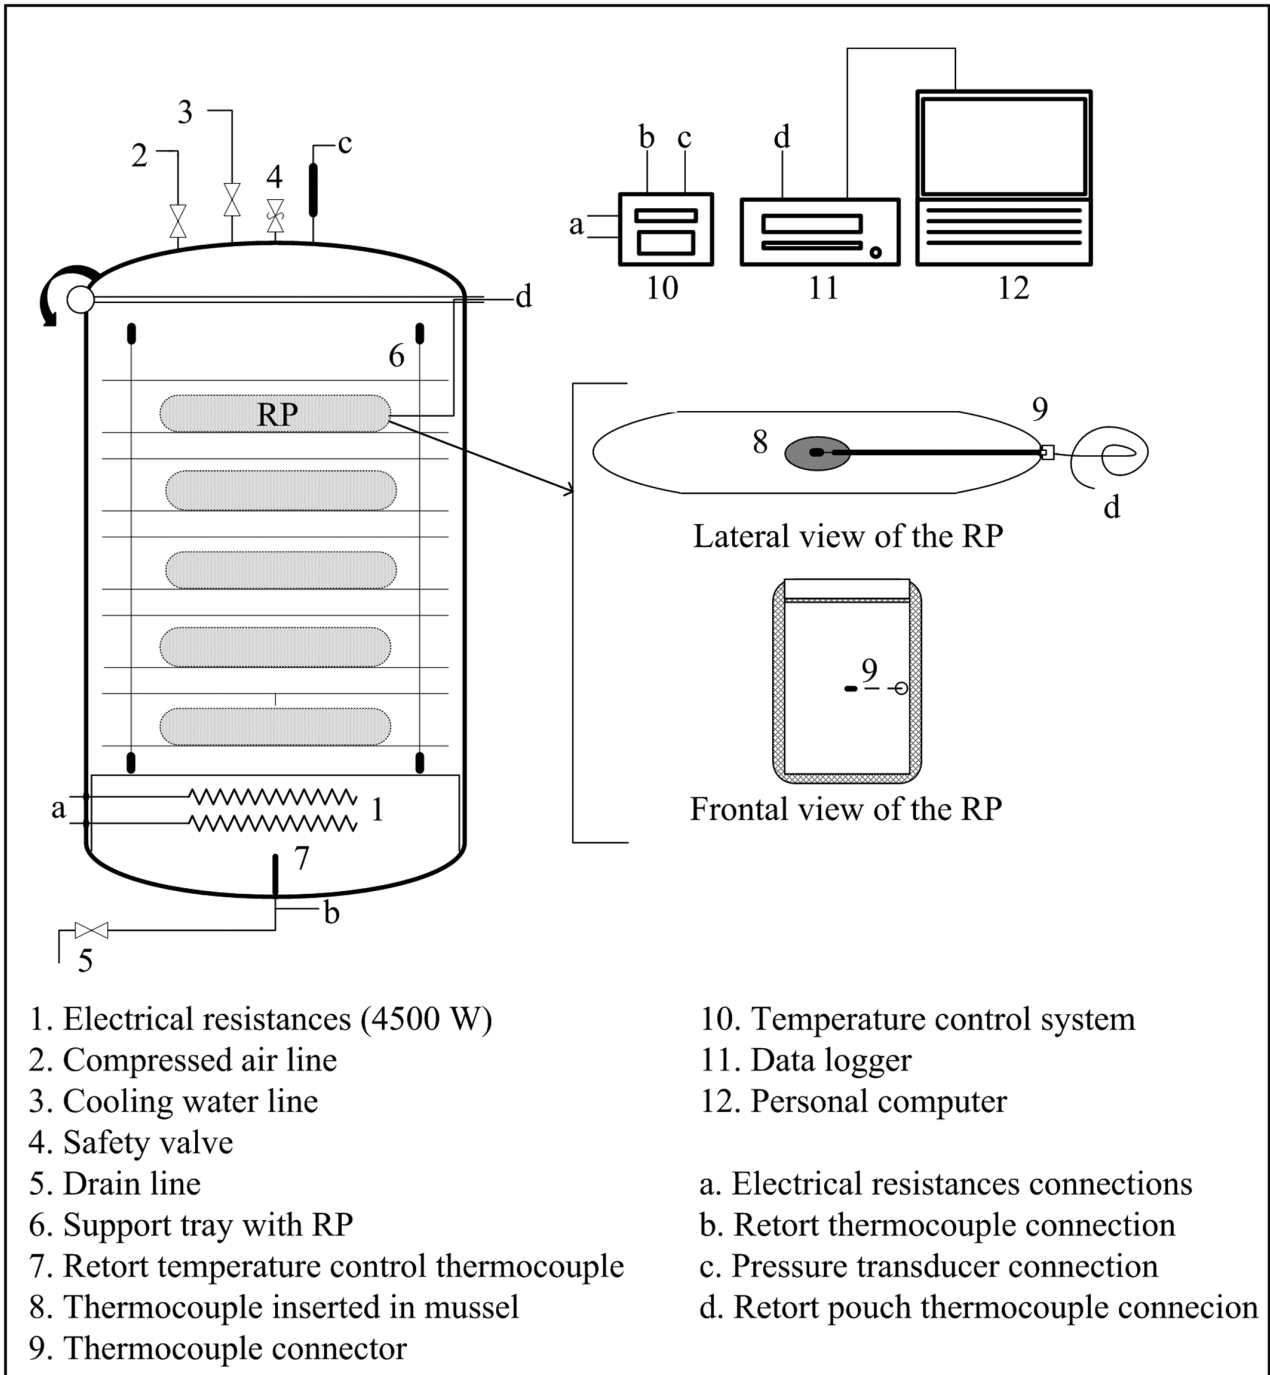 3
c
2
4
b
c
d
a
10
11
12
d
6
RP
9
8
d
Lateral view of the RP
9
Frontal view of the RP
a
1
7
b
5
1. Electrical resistances (4500 W)
2. Compressed air line
3. Cooling water line
4. Safety valve
5. Drain line
6. Support tray with RP
7. Retort temperature control thermocouple
8. Thermocouple inserted in mussel
9. Thermocouple connector
10. Temperature control system
11. Data logger
12. Personal computer
a. Electrical resistances connections
b. Retort thermocouple connection
c. Pressure transducer connection
d. Retort pouch thermocouple connecion